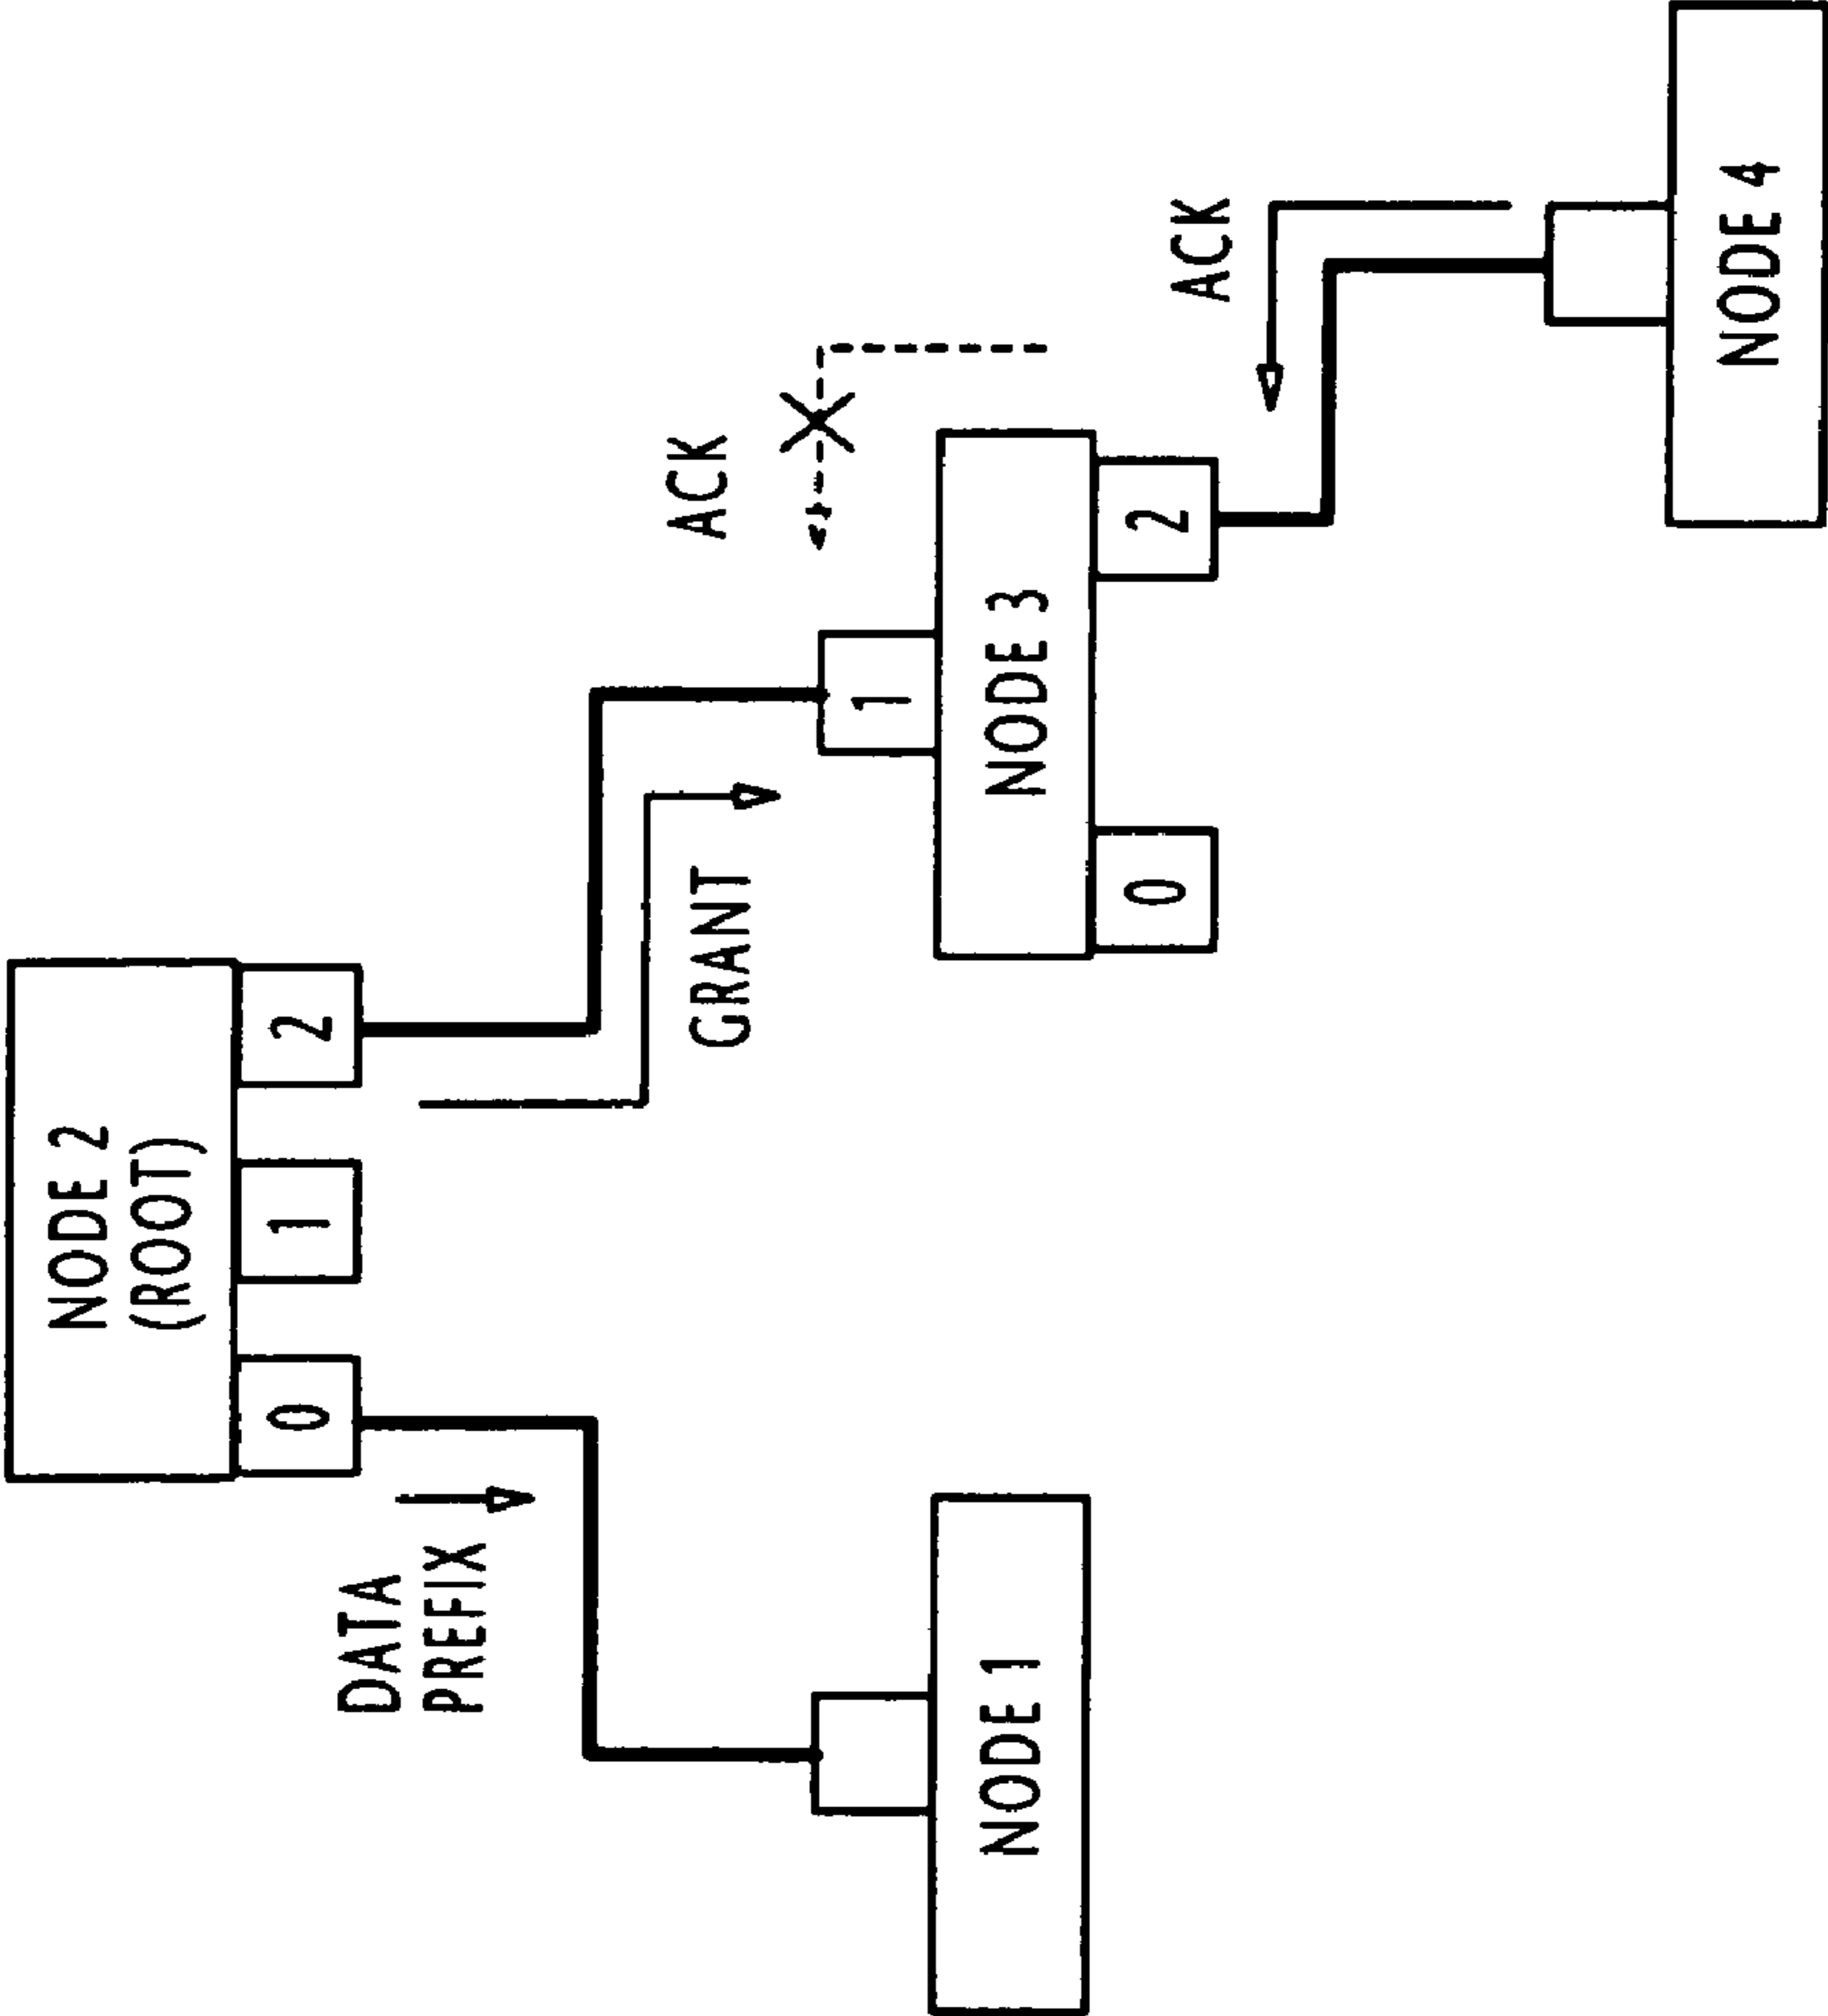 NODE 2
(ROOT)
0
1
2
DATA
PREFIX
GRANT
ACK
1
NODE 1
NODE 3
0
2
ACK
NODE 4